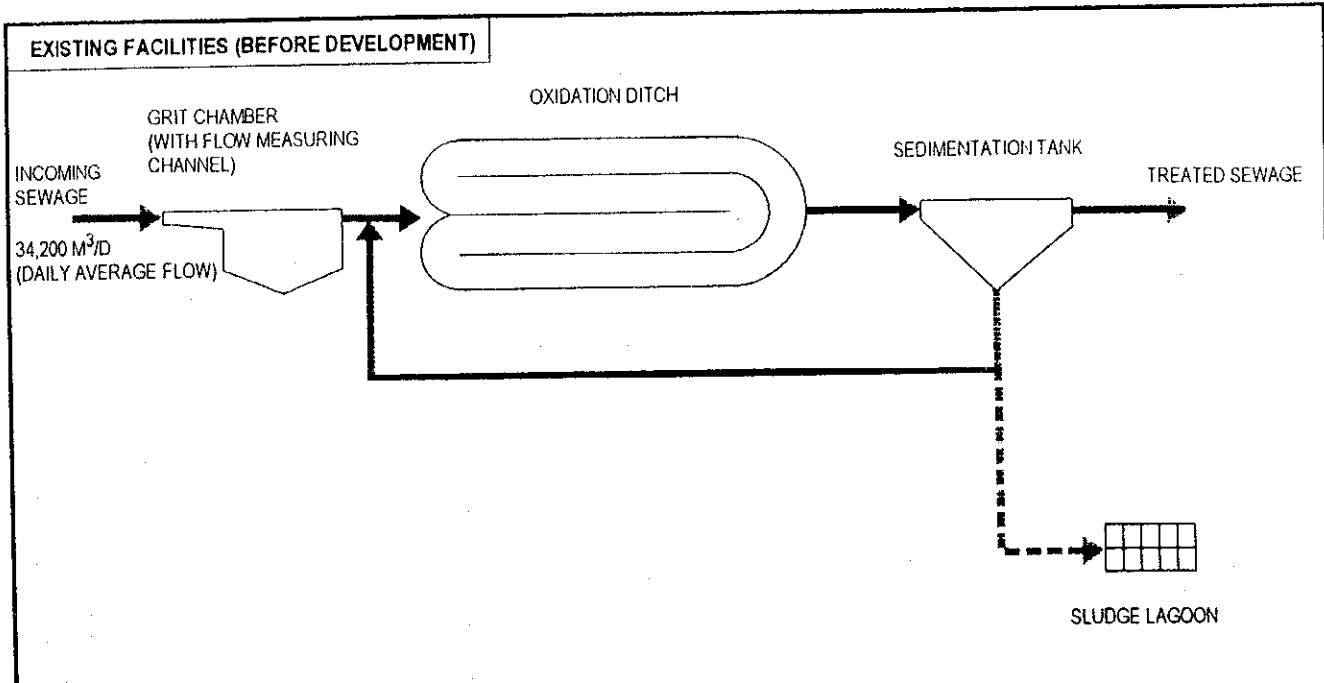 EXISTING FACILITIES (BEFORE DEVELOPMENT)
OXIDATION DITCH
GRIT CHAMBER
(WITH FLOW MEASURING
CHANNEL)
SEDIMENTATION TANK
INCOMING
SEWAGE
TREATED SEWAGE
34,200 M³/D
(DAILY AVERAGE FLOW)
SLUDGE LAGOON